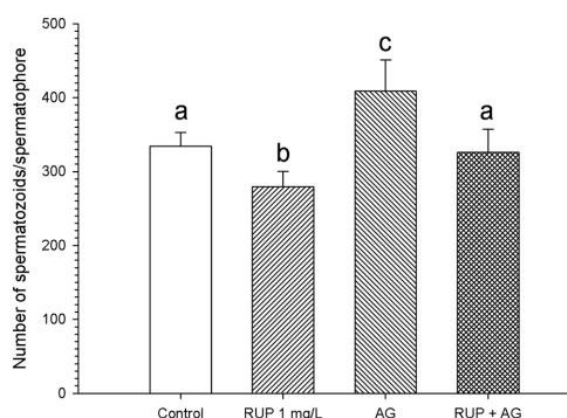 Number of spermatozoids/spermatophore
500
400
300
200
100
0
a
b
c
a
Control
RUP 1 mg/L
AG
RUP + AG